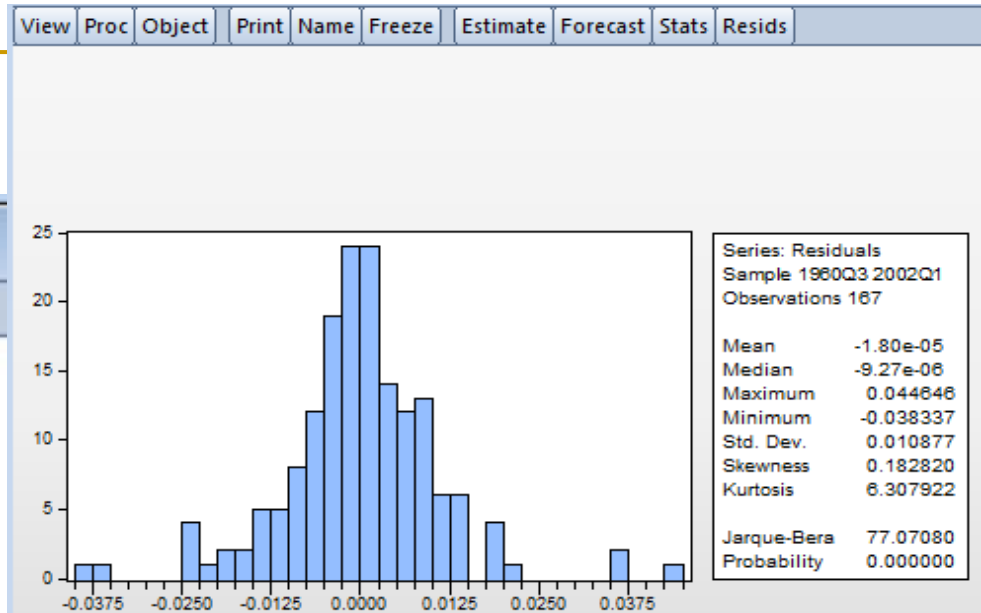 View Proc Object Print Name Freeze Estimate Forecast Stats Resids
25
20
15
10
5
0
-0.0375 -0.0250 -0.0125 0.0000 0.0125 0.0250 0.0375
Series: Residuals
Sample 1960Q3 2002Q1
Observations 167
Mean -1.80e-05
Median -9.27e-06
Maximum 0.044646
Minimum -0.038337
Std. Dev. 0.010877
Skewness 0.182820
Kurtosis 6.307922
Jarque-Bera 77.07080
Probability 0.000000